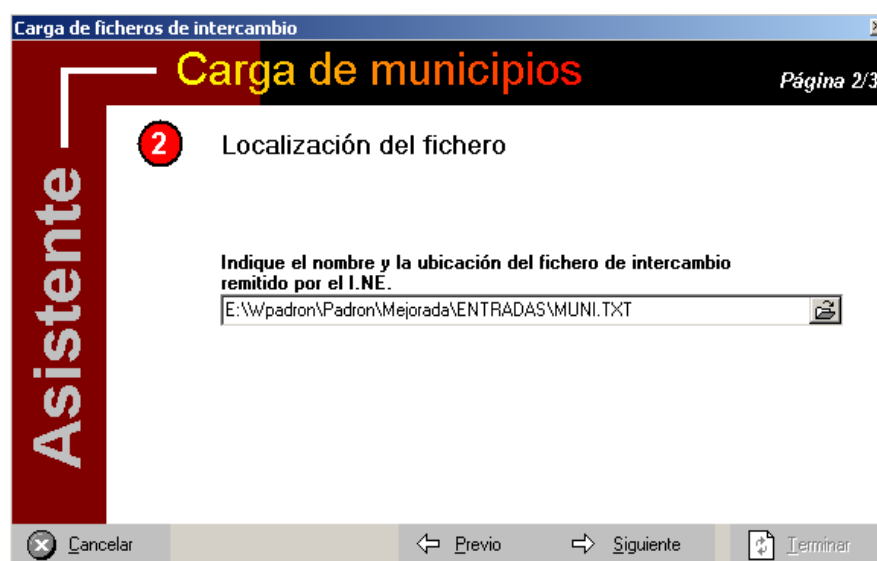 Carga de ficheros de intercambio
Carga de municipios
Página 2/3
Asistente
2
Localización del fichero
Indique el nombre y la ubicación del fichero de intercambio
remitido por el I.NE.
E:\Wpadron\Padron\Mejorada\ENTRADAS\MUNI.TXT
Cancelar
Previo
Siguiente
Terminar